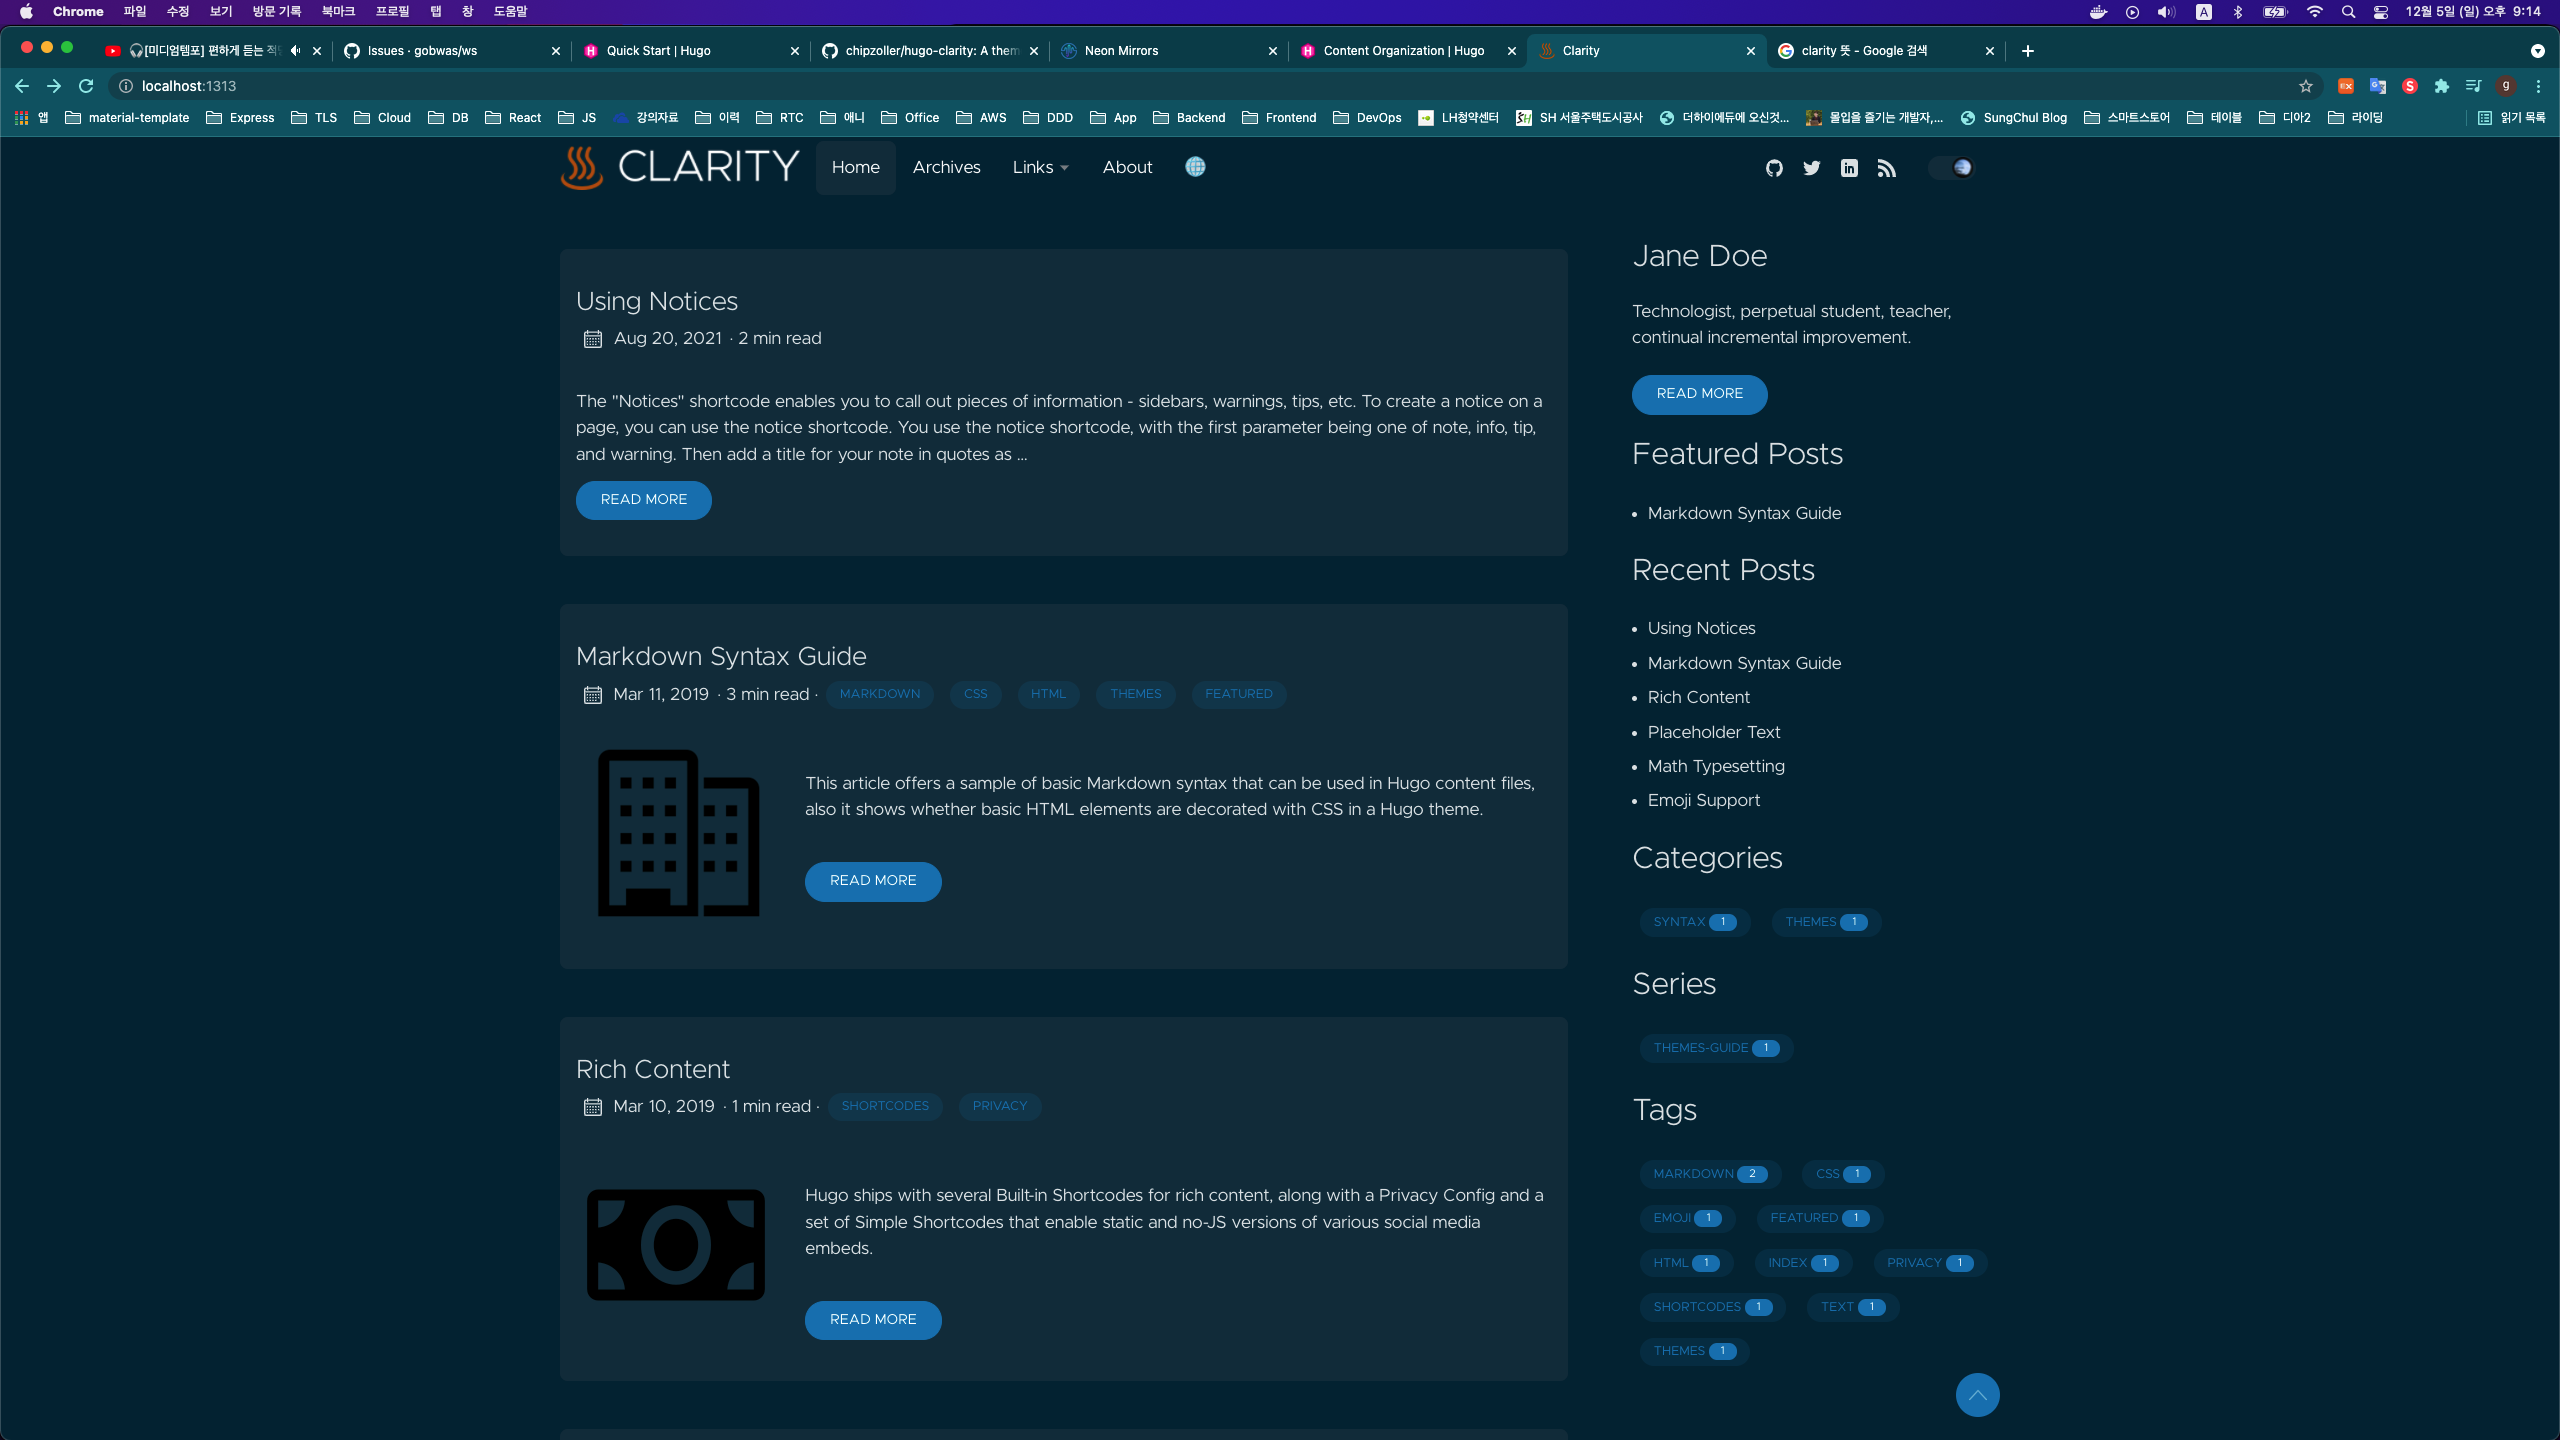 Chrome 파일 수정 보기 방문 기록 북마크 프로필 탭 창 도움말 A 12월 5일 (일) 오후 9:14
[미디엄템포] 편하게 듣는 Issues · gobwas/ws Quick Start | Hugo chipzoller/hugo-clarity: A them Neon Mirrors Content Organization | Hugo Clarity clarity 뜻 - Google 검색
localhost:1313
앱 material-template Express TLS Cloud DB React JS 강의자료 이력 RTC 애니 Office AWS DDD App Backend Frontend DevOps LH청약센터 SH 서울주택도시공사 더하이에듀에 오신것... 몰입을 즐기는 개발자,... SungChul Blog 스마트스토어 테이블 디아2 라이딩 읽기 목록
CLARITY Home Archives Links About
Using Notices
Aug 20, 2021 · 2 min read
The "Notices" shortcode enables you to call out pieces of information - sidebars, warnings, tips, etc. To create a notice on a
page, you can use the notice shortcode. You use the notice shortcode, with the first parameter being one of note, info, tip,
and warning. Then add a title for your note in quotes as …
READ MORE
Markdown Syntax Guide
Mar 11, 2019 · 3 min read · MARKDOWN CSS HTML THEMES FEATURED
This article offers a sample of basic Markdown syntax that can be used in Hugo content files,
also it shows whether basic HTML elements are decorated with CSS in a Hugo theme.
READ MORE
Rich Content
Mar 10, 2019 · 1 min read · SHORTCODES PRIVACY
Hugo ships with several Built-in Shortcodes for rich content, along with a Privacy Config and a
set of Simple Shortcodes that enable static and no-JS versions of various social media
embeds.
READ MORE
Jane Doe
Technologist, perpetual student, teacher,
continual incremental improvement.
READ MORE
Featured Posts
Markdown Syntax Guide
Recent Posts
Using Notices
Markdown Syntax Guide
Rich Content
Placeholder Text
Math Typesetting
Emoji Support
Categories
SYNTAX 1 THEMES 1
Series
THEMES-GUIDE 1
Tags
MARKDOWN 2 CSS 1
EMOJI 1 FEATURED 1
HTML 1 INDEX 1 PRIVACY 1
SHORTCODES 1 TEXT 1
THEMES 1